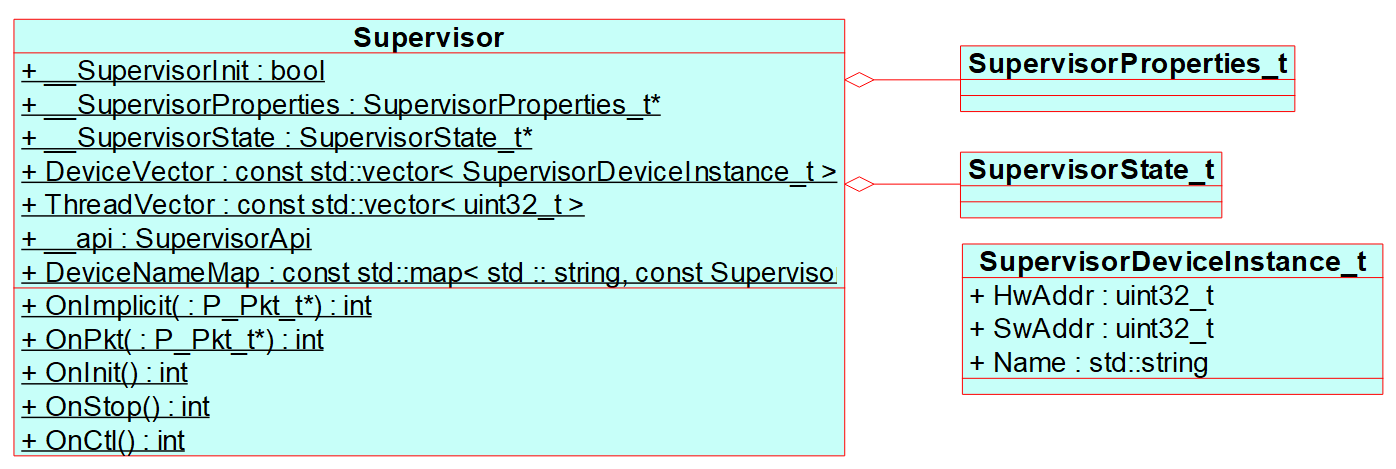 Supervisor
+ __SupervisorInit : bool
+ __SupervisorProperties : SupervisorProperties_t*
+ __SupervisorState : SupervisorState_t*
+ DeviceVector : const std::vector< SupervisorDeviceInstance_t >
+ ThreadVector : const std::vector< uint32_t >
+ __api : SupervisorApi
+ DeviceNameMap : const std::map< std :: string, const Superviso
+ OnImplicit( : P_Pkt_t*) : int
+ OnPkt( : P_Pkt_t*) : int
+ OnInit() : int
+ OnStop() : int
+ OnCtl() : int
SupervisorProperties_t
SupervisorState_t
SupervisorDeviceInstance_t
+ HwAddr : uint32_t
+ SwAddr : uint32_t
+ Name : std::string